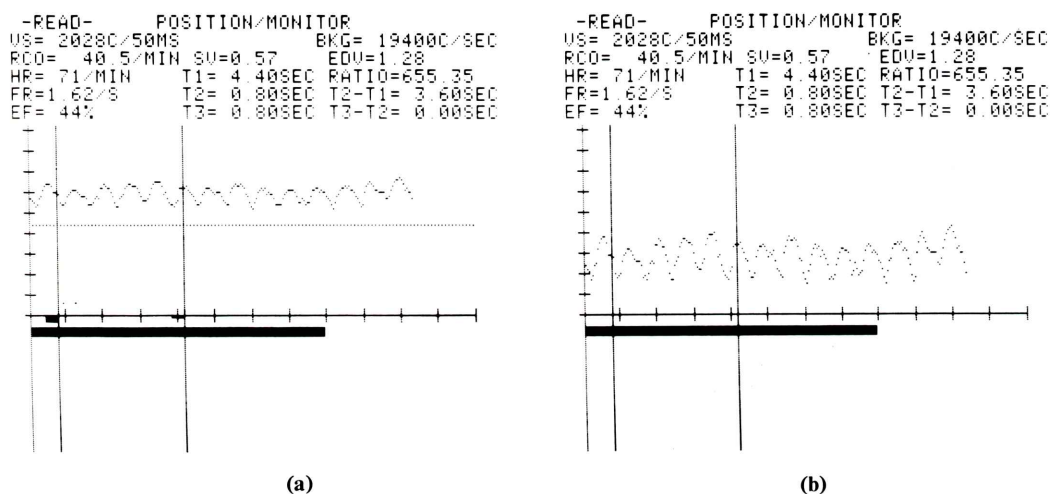 -READ- POSITION/MONITOR
VS= 2028C/50MS BKG= 19400C/SEC
RCO= 40.5/MIN SV=0.57 EDV=1.28
HR= 71/MIN T1= 4.40SEC RATIO=655.35
FR=1.62/S T2= 0.80SEC T2-T1= 3.60SEC
EF= 44% T3= 0.80SEC T3-T2= 0.00SEC
(a)
-READ- POSITION/MONITOR
VS= 2028C/50MS BKG= 19400C/SEC
RCO= 40.5/MIN SV=0.57 EDV=1.28
HR= 71/MIN T1= 4.40SEC RATIO=655.35
FR=1.62/S T2= 0.80SEC T2-T1= 3.60SEC
EF= 44% T3= 0.80SEC T3-T2= 0.00SEC
(b)